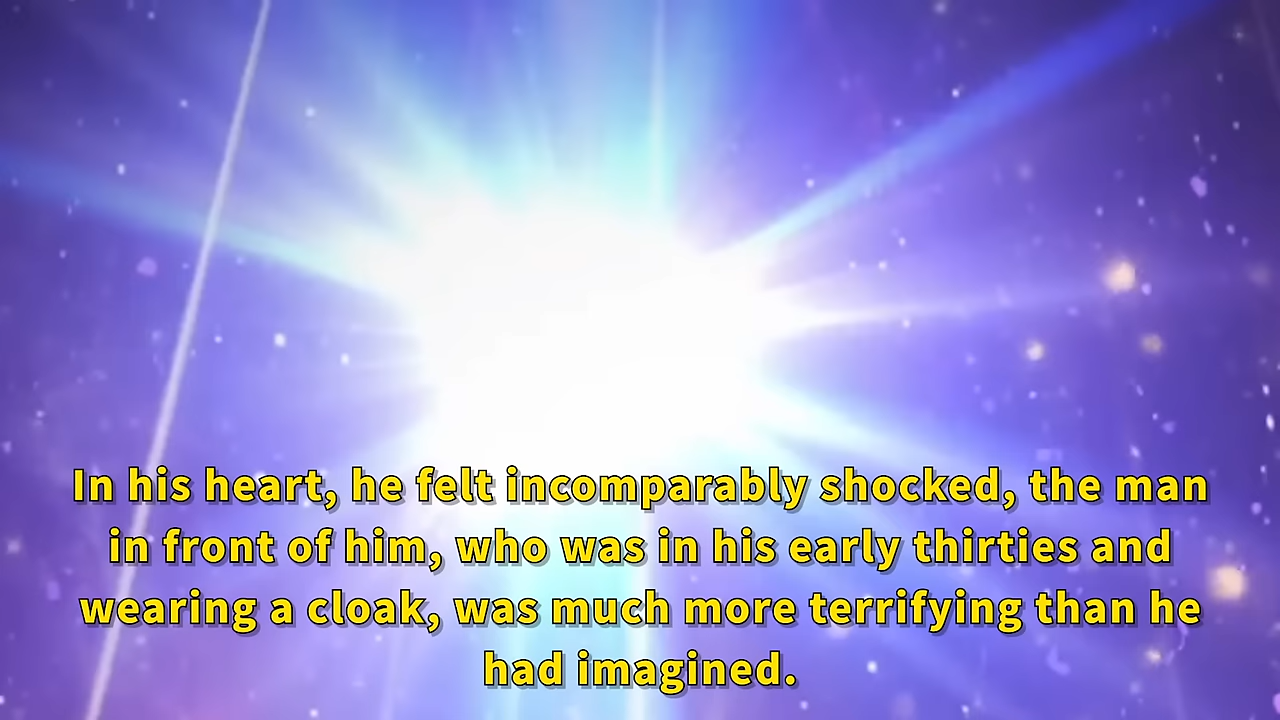 In his heart, he felt incomparably shocked, the man
in front of him, who was in his early thirties and
wearing a cloak, was much more terrifying than he
had imagined.